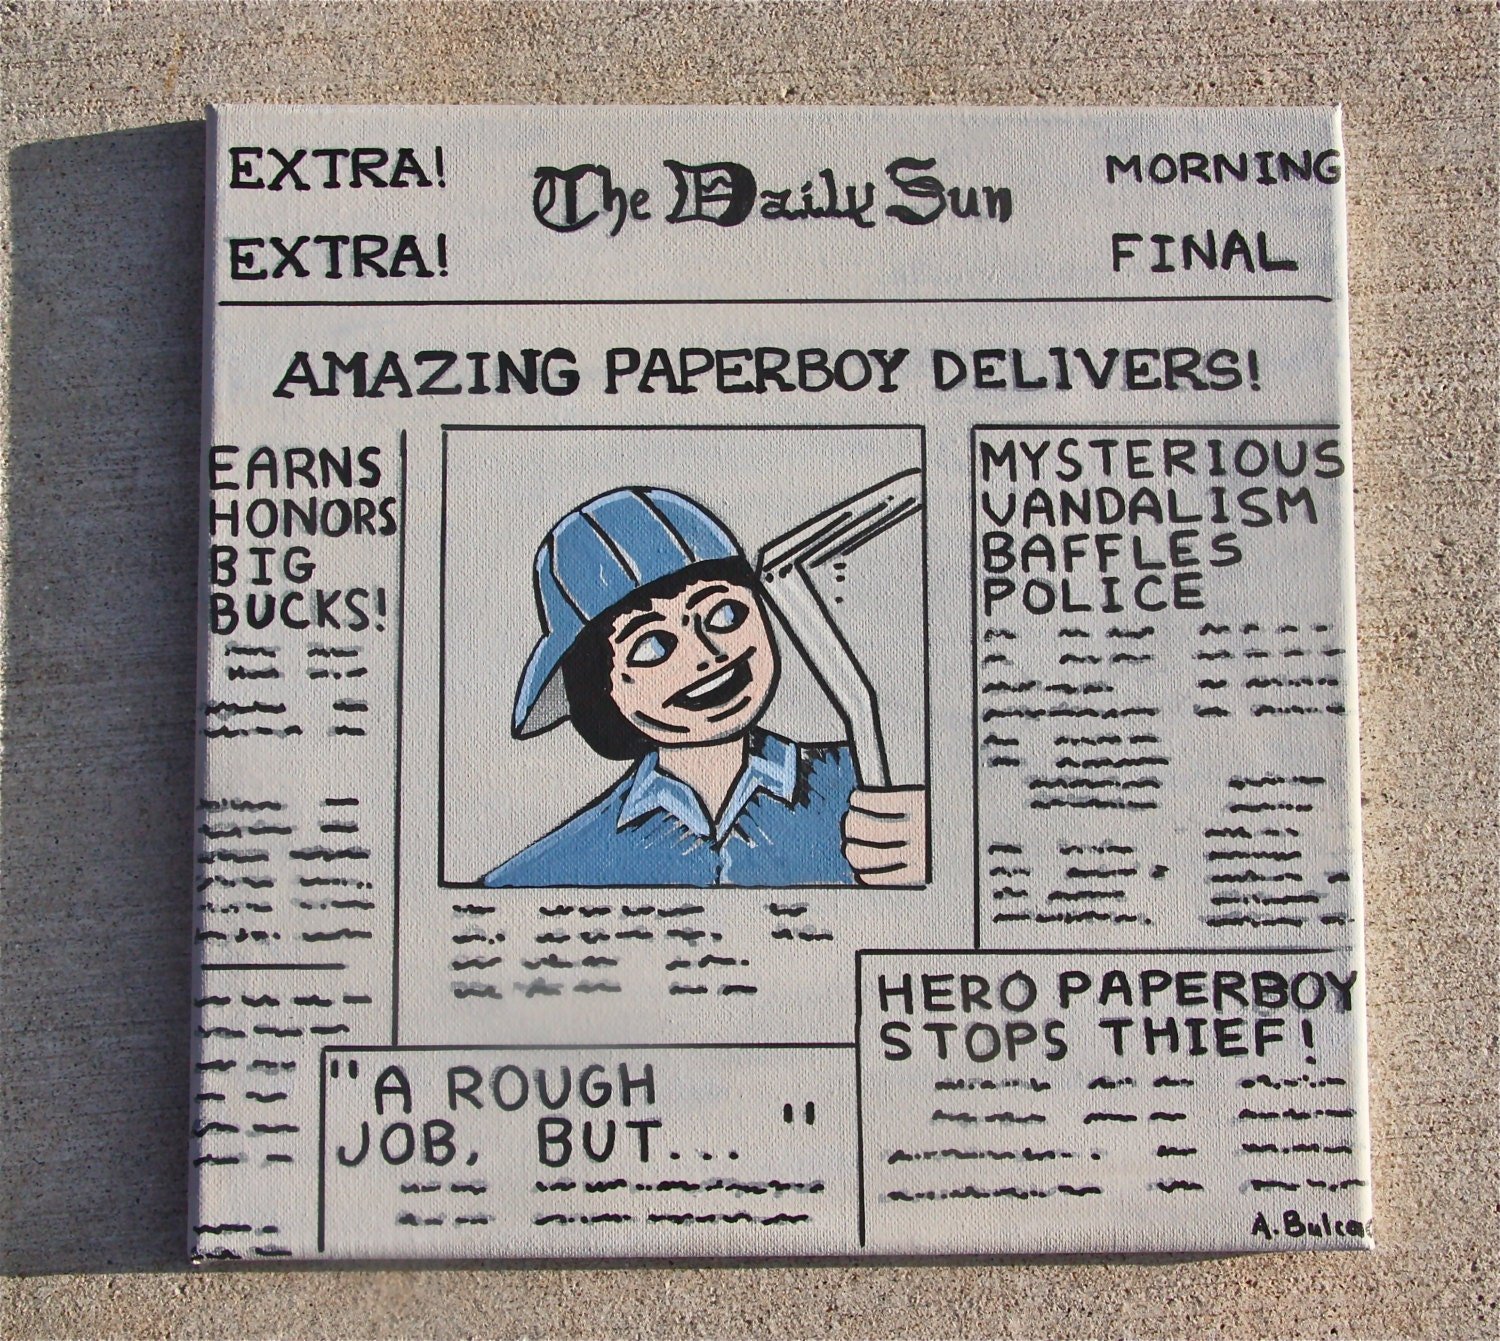 EXTRA!
EXTRA!
The Daily Sun
MORNING
FINAL
AMAZING PAPERBOY DELIVERS!
EARNS
HONORS
BIG
BUCKS!
MYSTERIOUS
VANDALISM
BAFFLES
POLICE
HERO PAPERBOY
STOPS THIEF!
"A ROUGH
JOB, BUT... "
A. Bulca